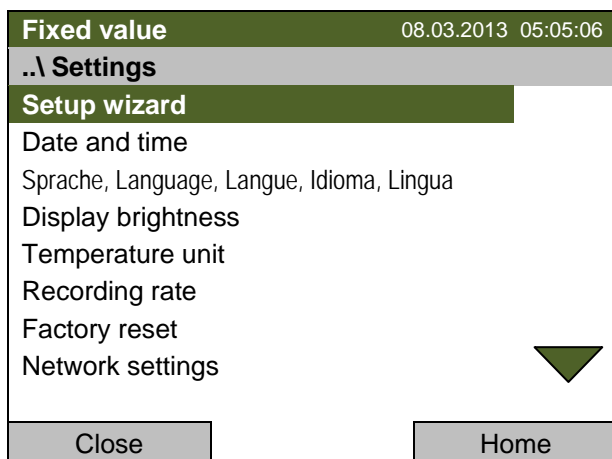 Fixed value 08.03.2013 05:05:06
..\ Settings
Setup wizard
Date and time
Sprache, Language, Langue, Idioma, Lingua
Display brightness
Temperature unit
Recording rate
Factory reset
Network settings
Close Home